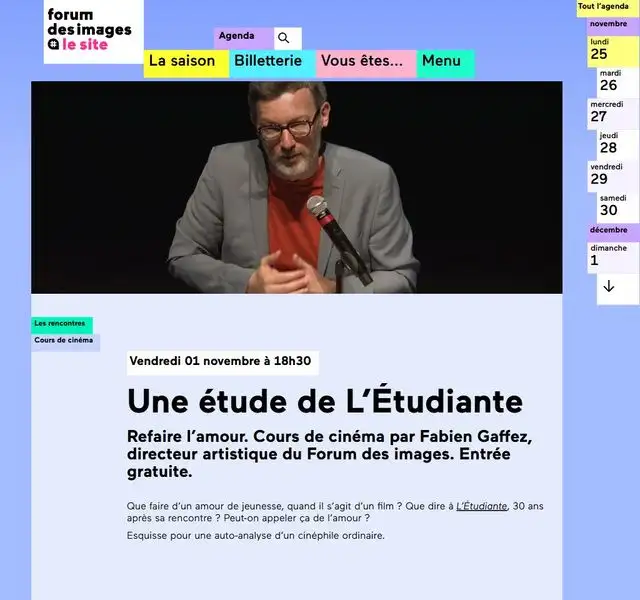 forum
des images
le site
Agenda
La saison
Billetterie
Vous êtes...
Menu
Tout l'agenda
novembre
lundi
25
mardi
26
mercredi
27
jeudi
28
vendredi
29
samedi
30
décembre
dimanche
1
Les rencontres
Cours de cinéma
Vendredi 01 novembre à 18h30
Une étude de L'Étudiante
Refaire l'amour. Cours de cinéma par Fabien Gaffez,
directeur artistique du Forum des images. Entrée
gratuite.
Que faire d'un amour de jeunesse, quand il s'agit d'un film ? Que dire à L'Étudiante, 30 ans
après sa rencontre ? Peut-on appeler ça de l'amour ?
Esquisse pour une auto-analyse d'un cinéphile ordinaire.